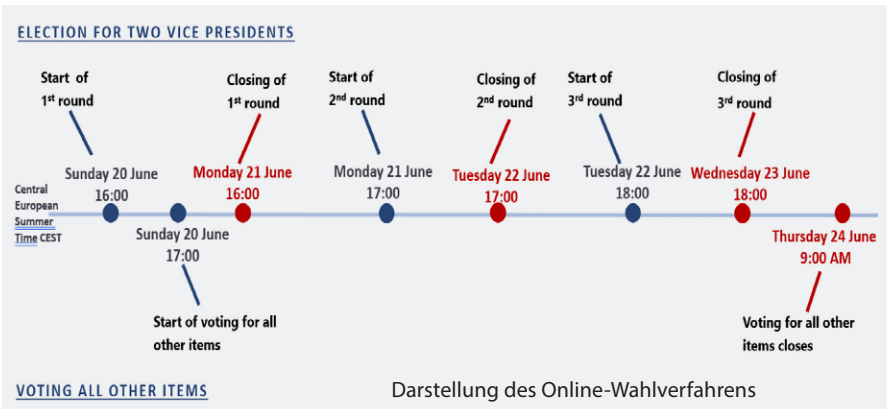 ELECTION FOR TWO VICE PRESIDENTS
Start of
1st round
Closing of
1st round
Start of
2nd round
Closing of
2nd round
Start of
3rd round
Closing of
3rd round
Sunday 20 June
16:00
Monday 21 June
16:00
Monday 21 June
17:00
Tuesday 22 June
17:00
Tuesday 22 June
18:00
Wednesday 23 June
18:00
Central
European
Summer
Time CEST
Sunday 20 June
17:00
Thursday 24 June
9:00 AM
Start of voting for all
other items
Voting for all other
items closes
VOTING ALL OTHER ITEMS
Darstellung des Online-Wahlverfahrens